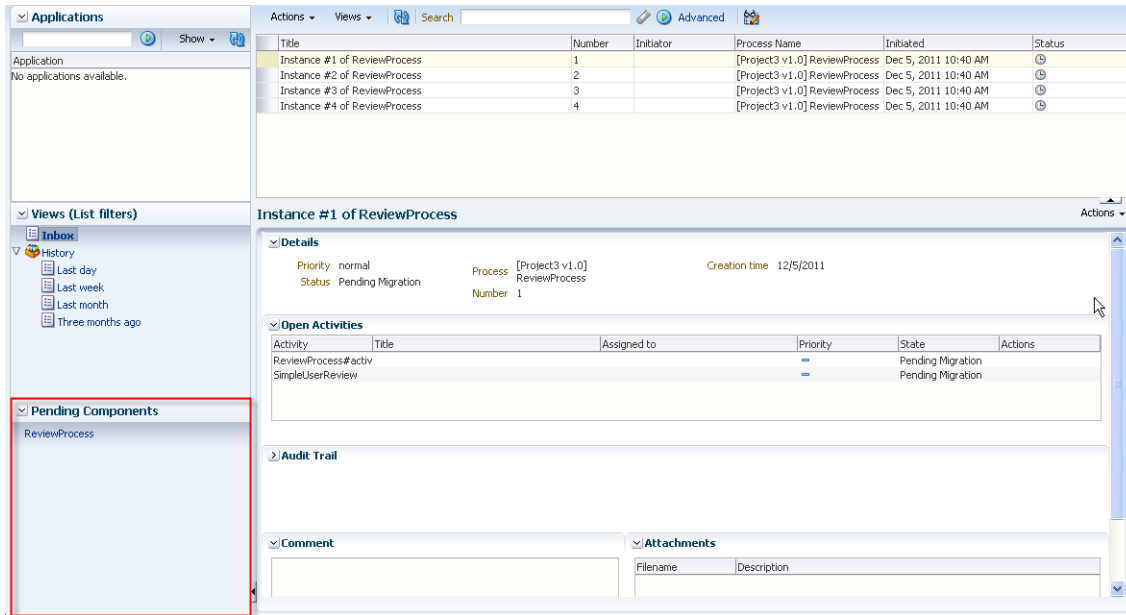 Applications
Show
Application
No applications available.
Views (List filters)
Inbox
History
Last day
Last week
Last month
Three months ago
Pending Components
ReviewProcess
Actions Views Search Advanced
Title Number Initiator Process Name Initiated Status
Instance #1 of ReviewProcess 1 [Project3 v1.0] ReviewProcess Dec 5, 2011 10:40 AM
Instance #2 of ReviewProcess 2 [Project3 v1.0] ReviewProcess Dec 5, 2011 10:40 AM
Instance #3 of ReviewProcess 3 [Project3 v1.0] ReviewProcess Dec 5, 2011 10:40 AM
Instance #4 of ReviewProcess 4 [Project3 v1.0] ReviewProcess Dec 5, 2011 10:40 AM
Instance #1 of ReviewProcess Actions
Details
Priority normal
Status Pending Migration
Process [Project3 v1.0]
ReviewProcess
Number 1
Creation time 12/5/2011
Open Activities
Activity Title Assigned to Priority State Actions
ReviewProcess#activ Pending Migration
SimpleUserReview Pending Migration
Audit Trail
Comment
Attachments
Filename Description